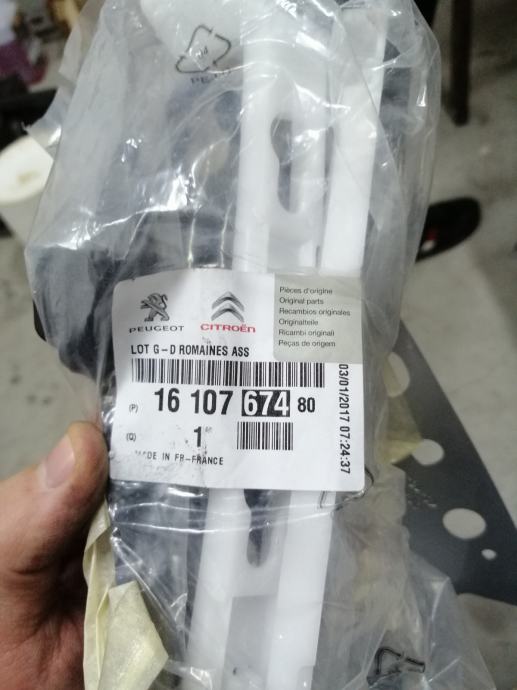 PEUGEOT
CITROËN
Pièces d'origine
Original parts
Recambios originales
Originalteile
Ricambi originali
Peças de origem
LOT G-D ROMAINES ASS
(P) 16 107 674 80
(Q) 1
MADE IN FR-FRANCE
03/01/2017 07:24:37